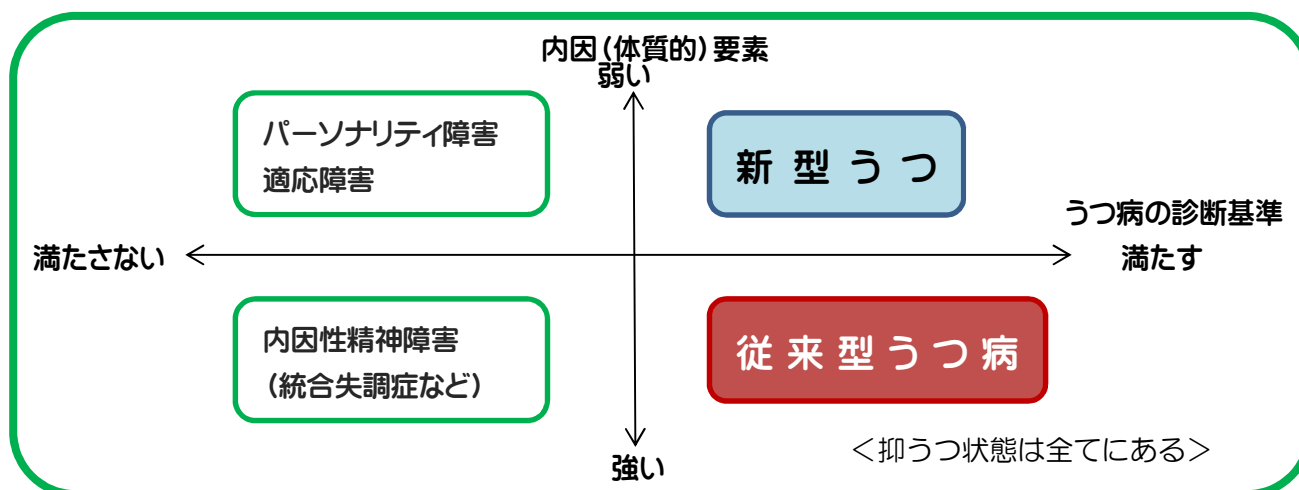 内因（体質的）要素
弱い
パーソナリティ障害
適応障害
新型うつ
うつ病の診断基準
満たさない
満たす
内因性精神障害
（統合失調症など）
従来型うつ病
＜抑うつ状態は全てにある＞
強い